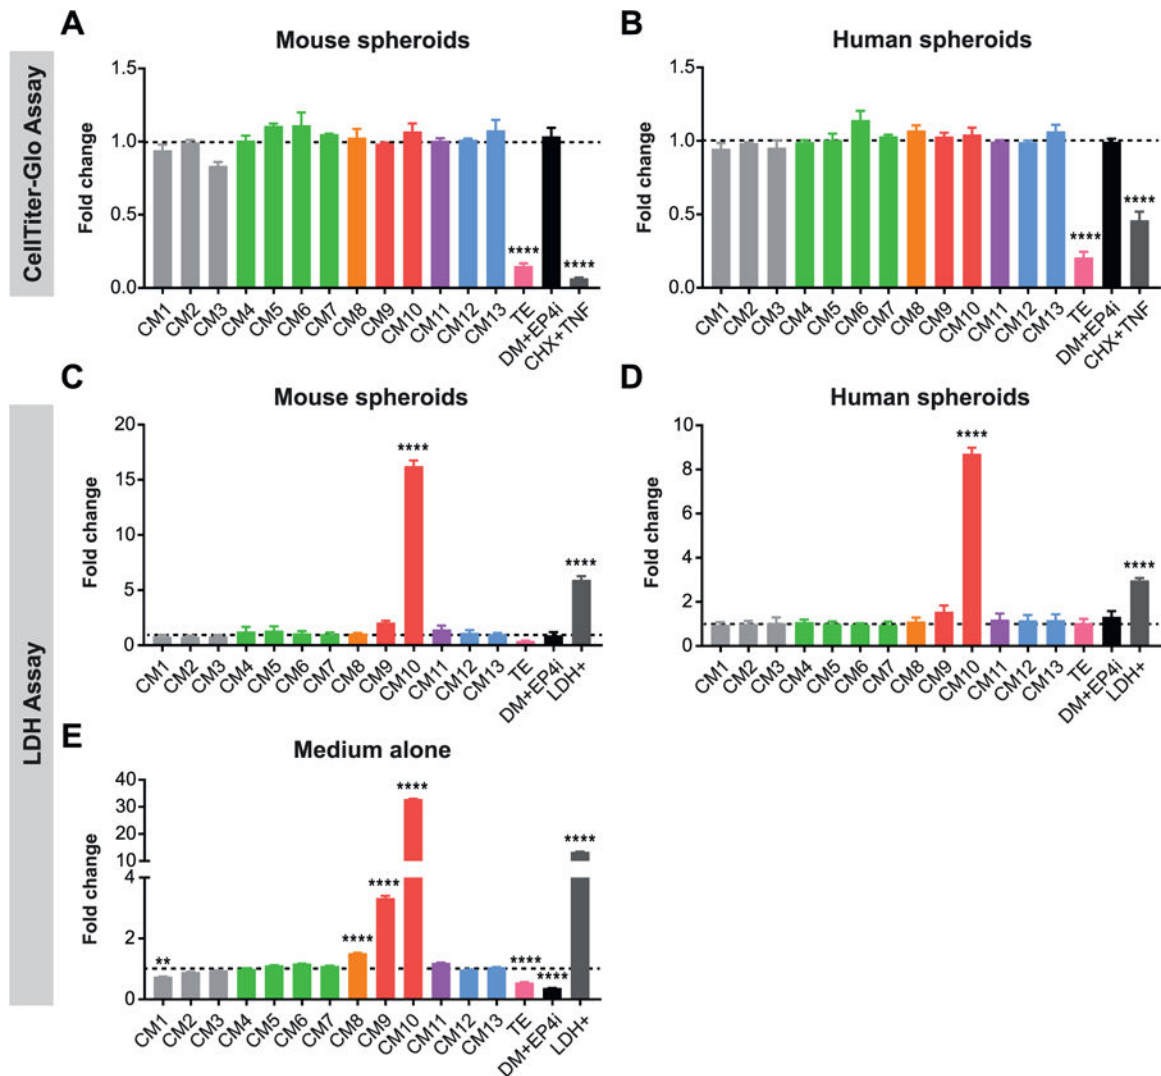 CellTiter-Glo Assay
A
Mouse spheroids
Fold change
1.5
1.0
0.5
0.0
****
****
CM1
CM2
CM3
CM4
CM5
CM6
CM7
CM8
CM9
CM10
CM11
CM12
CM13
TE
DM+EP4i
CHX+TNF
B
Human spheroids
Fold change
1.5
1.0
0.5
0.0
****
****
CM1
CM2
CM3
CM4
CM5
CM6
CM7
CM8
CM9
CM10
CM11
CM12
CM13
TE
DM+EP4i
CHX+TNF
LDH Assay
C
Mouse spheroids
Fold change
20
15
10
5
0
****
****
CM1
CM2
CM3
CM4
CM5
CM6
CM7
CM8
CM9
CM10
CM11
CM12
CM13
TE
DM+EP4i
LDH+
D
Human spheroids
Fold change
10
8
6
4
2
0
****
****
CM1
CM2
CM3
CM4
CM5
CM6
CM7
CM8
CM9
CM10
CM11
CM12
CM13
TE
DM+EP4i
LDH+
E
Medium alone
Fold change
40
30
20
10
4
2
0
**
****
****
****
****
****
****
CM1
CM2
CM3
CM4
CM5
CM6
CM7
CM8
CM9
CM10
CM11
CM12
CM13
TE
DM+EP4i
LDH+